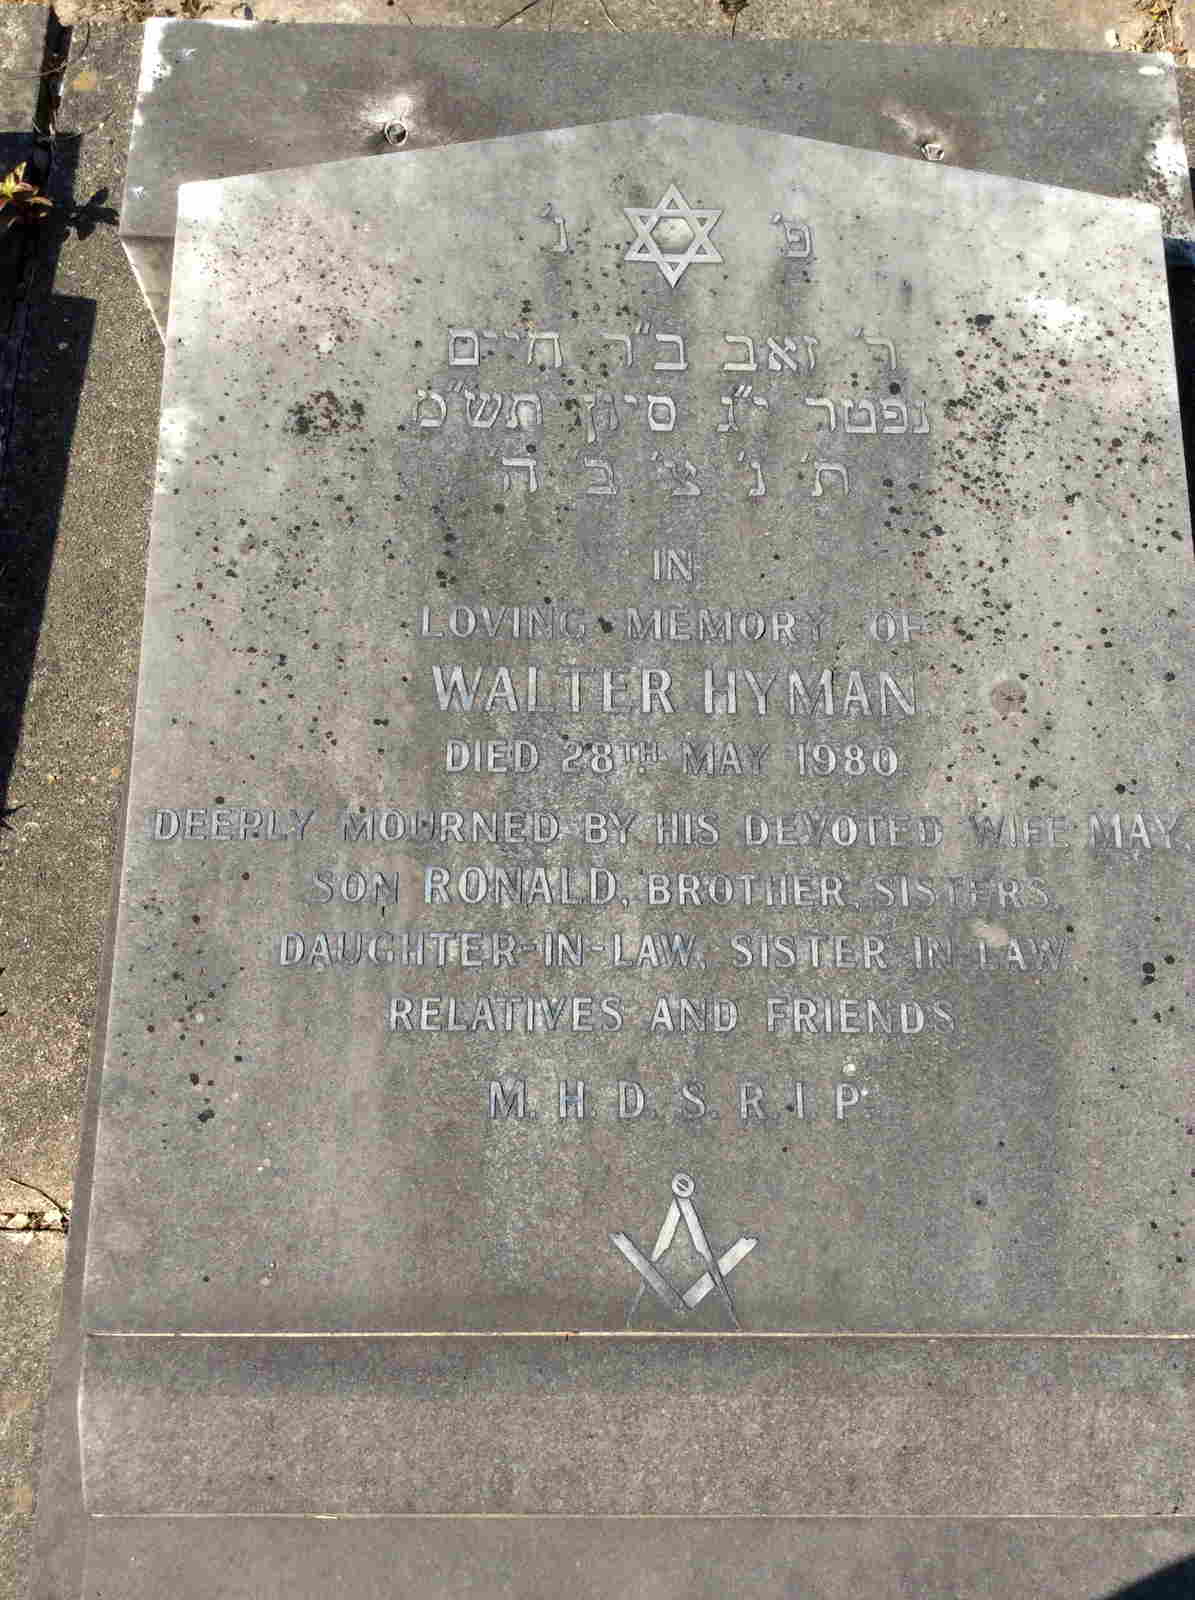 פ' נ'
ר' זאב ב"ר חיים
נפטר י"ג סיון תש"מ
ת' נ' צ' ב' ה'
IN
LOVING MEMORY OF
WALTER HYMAN
DIED 28TH MAY 1980.
DEEPLY MOURNED BY HIS DEVOTED WIFE MAY,
SON RONALD, BROTHER, SISTERS,
DAUGHTER-IN-LAW, SISTER-IN-LAW
RELATIVES AND FRIENDS
M. H. D. S. R. I. P.